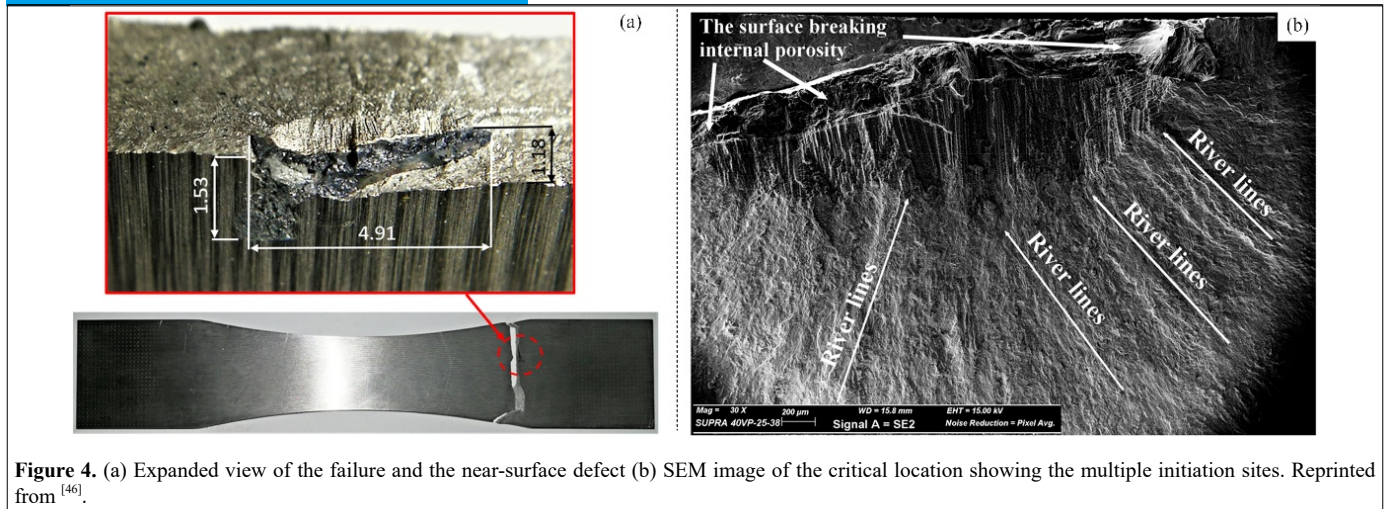 (a)
1.53
4.91
1.18
The surface breaking
internal porosity
(b)
River lines
River lines
River lines
River lines
Mag = 30 X
200 µm
WD = 15.8 mm
EHT = 15.00 kV
SUPRA 40VP-25-38
Signal A = SE2
Noise Reduction = Pixel Avg.
Figure 4. (a) Expanded view of the failure and the near-surface defect (b) SEM image of the critical location showing the multiple initiation sites. Reprinted
from [46].